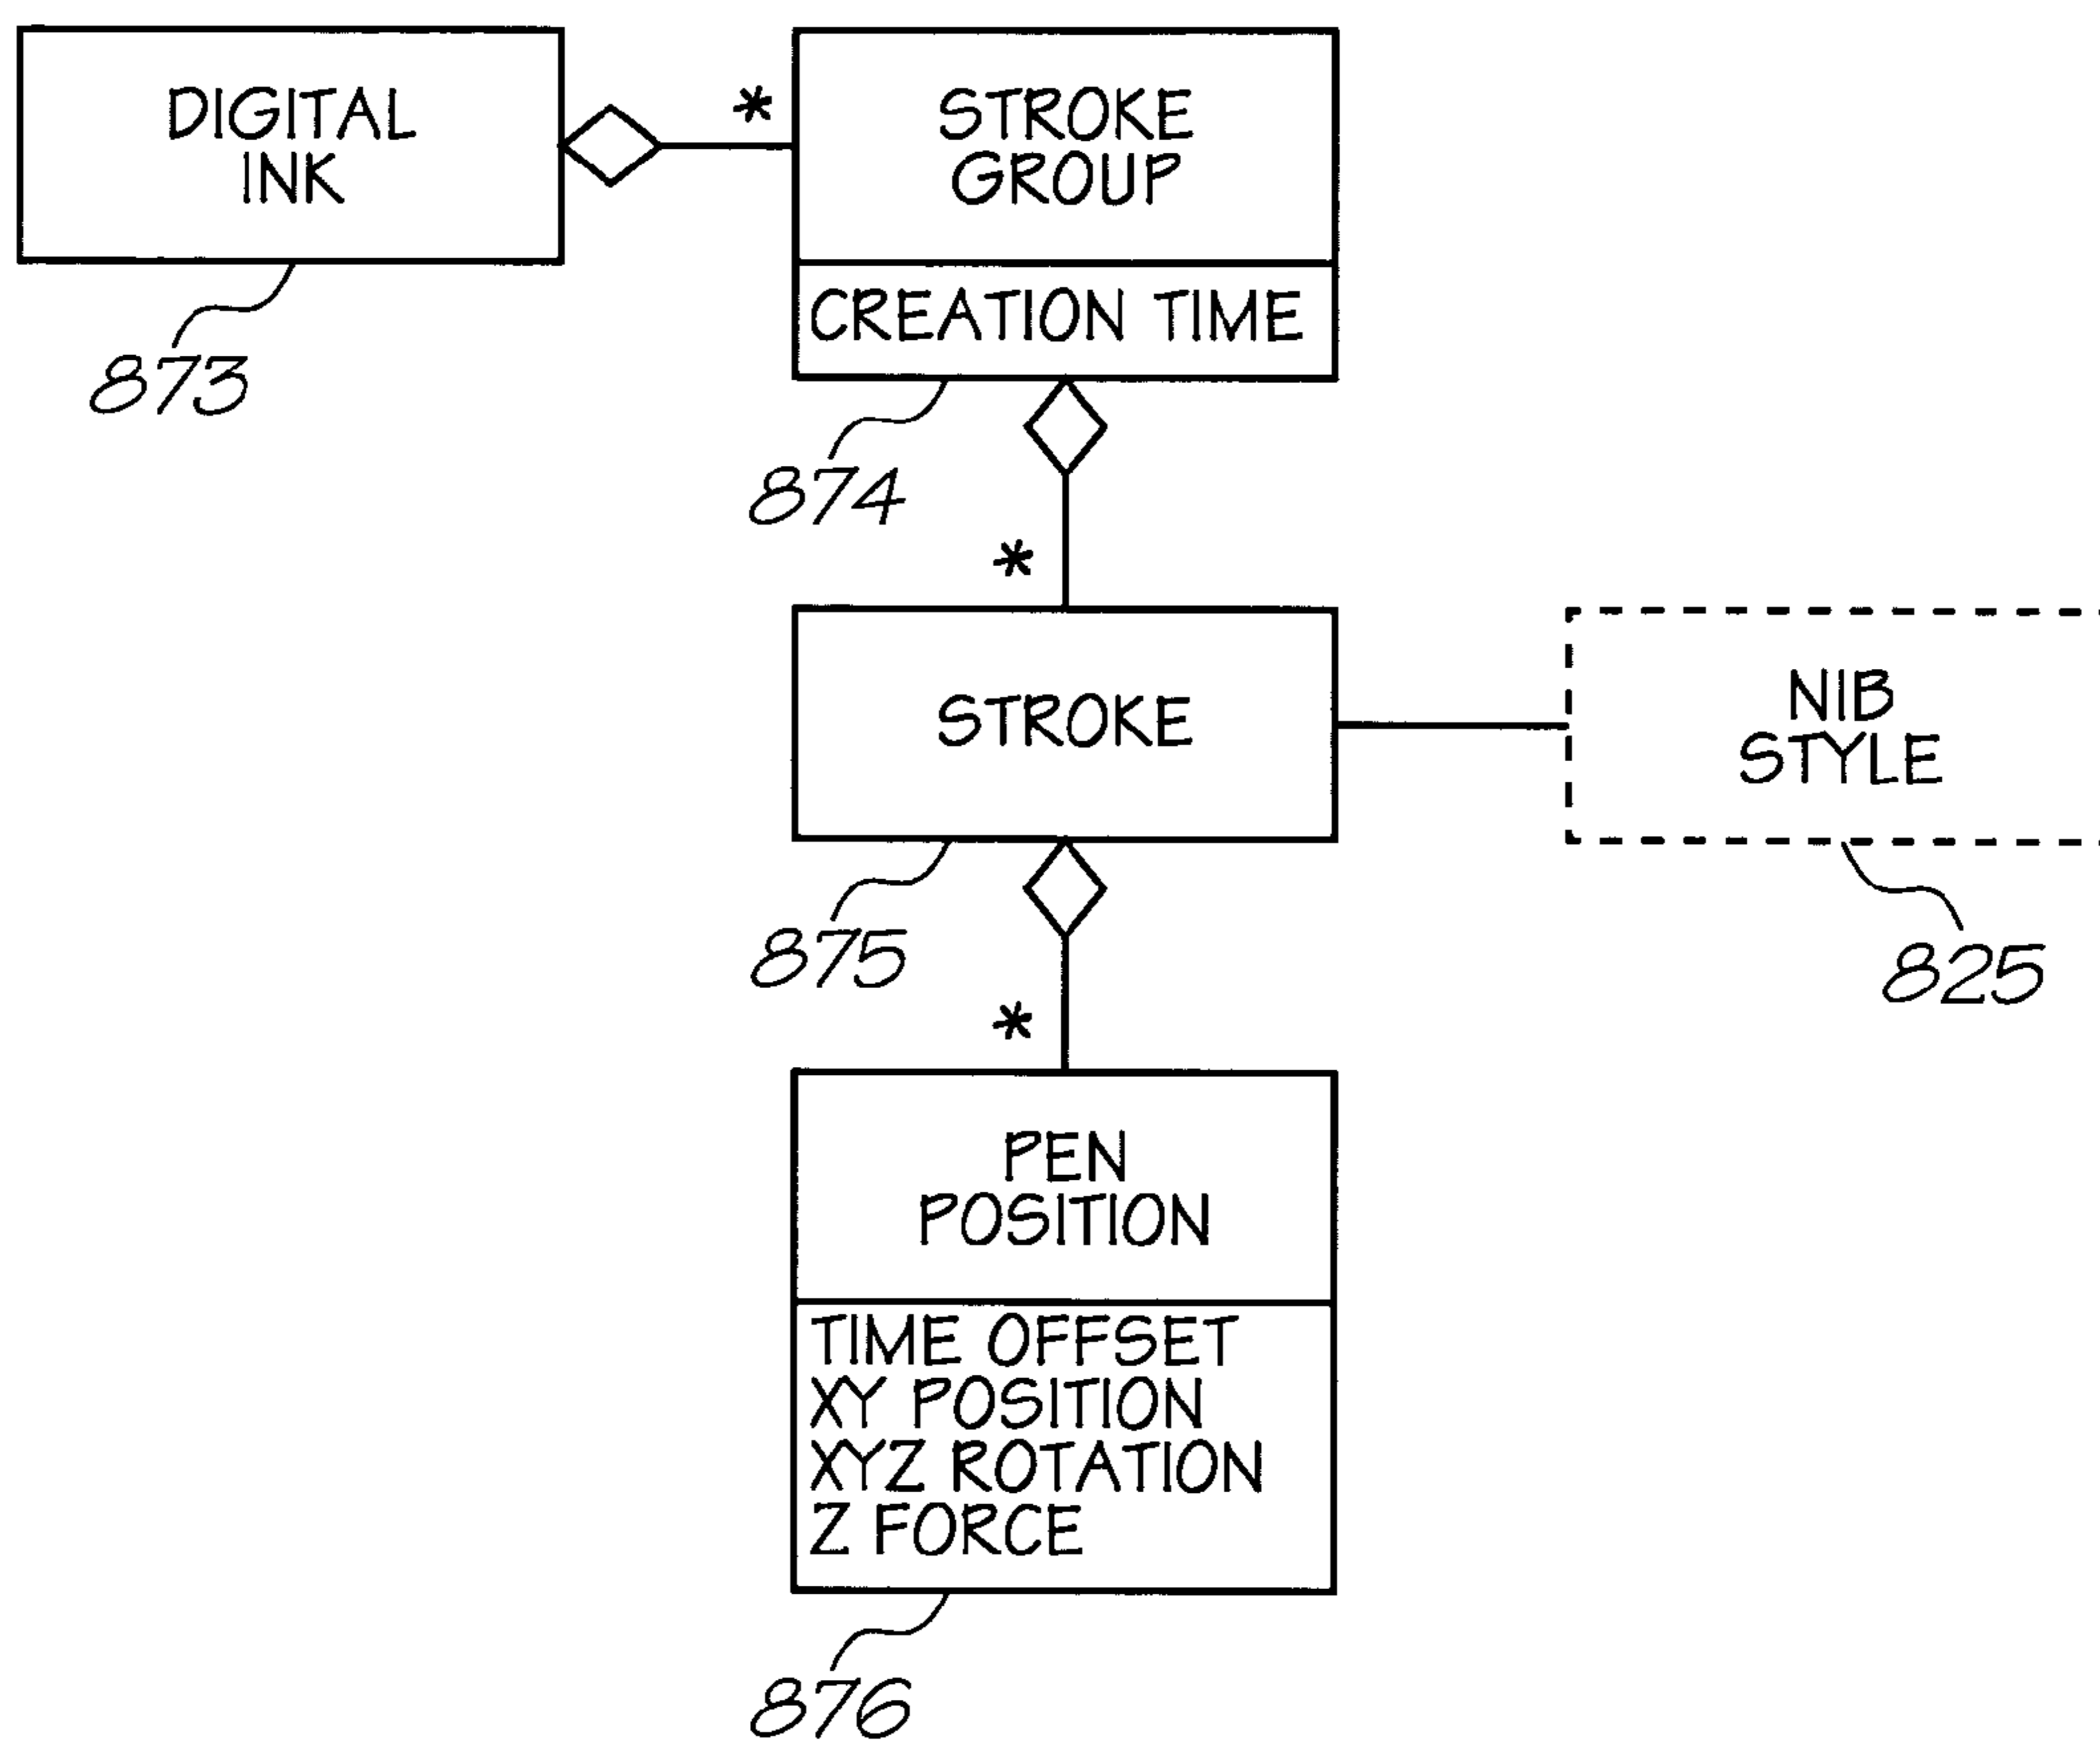 DIGITAL
INK
873
*
STROKE
GROUP
CREATION TIME
874
*
STROKE
875
NIB
STYLE
825
*
PEN
POSITION
TIME OFFSET
XY POSITION
XYZ ROTATION
Z FORCE
876